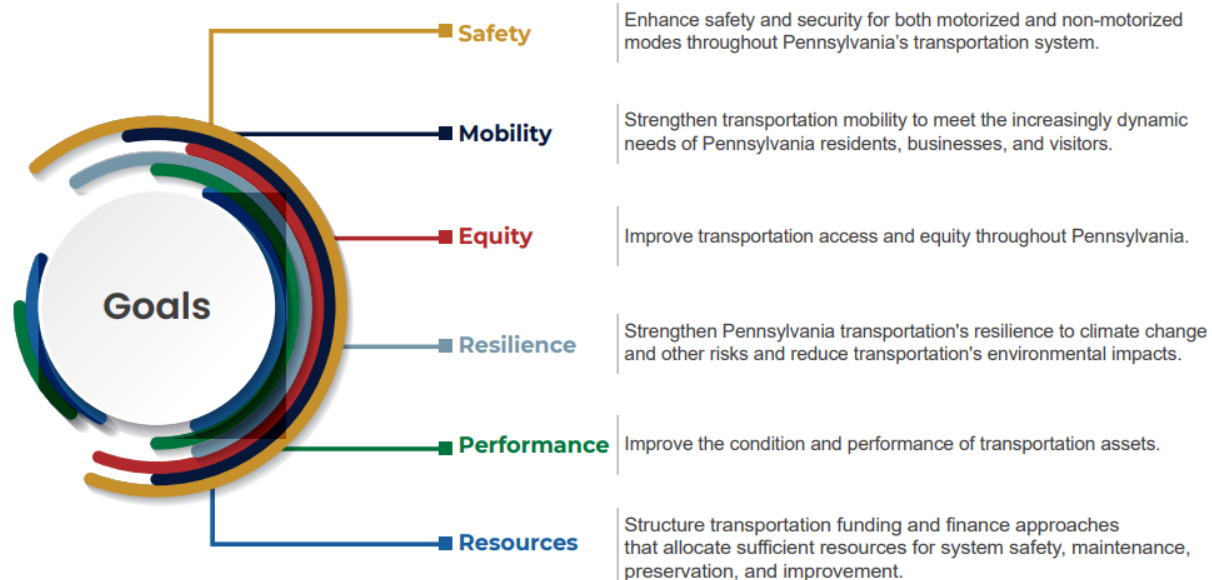 Goals
Safety
Enhance safety and security for both motorized and non-motorized
modes throughout Pennsylvania’s transportation system.
Mobility
Strengthen transportation mobility to meet the increasingly dynamic
needs of Pennsylvania residents, businesses, and visitors.
Equity
Improve transportation access and equity throughout Pennsylvania.
Resilience
Strengthen Pennsylvania transportation's resilience to climate change
and other risks and reduce transportation's environmental impacts.
Performance
Improve the condition and performance of transportation assets.
Resources
Structure transportation funding and finance approaches
that allocate sufficient resources for system safety, maintenance,
preservation, and improvement.